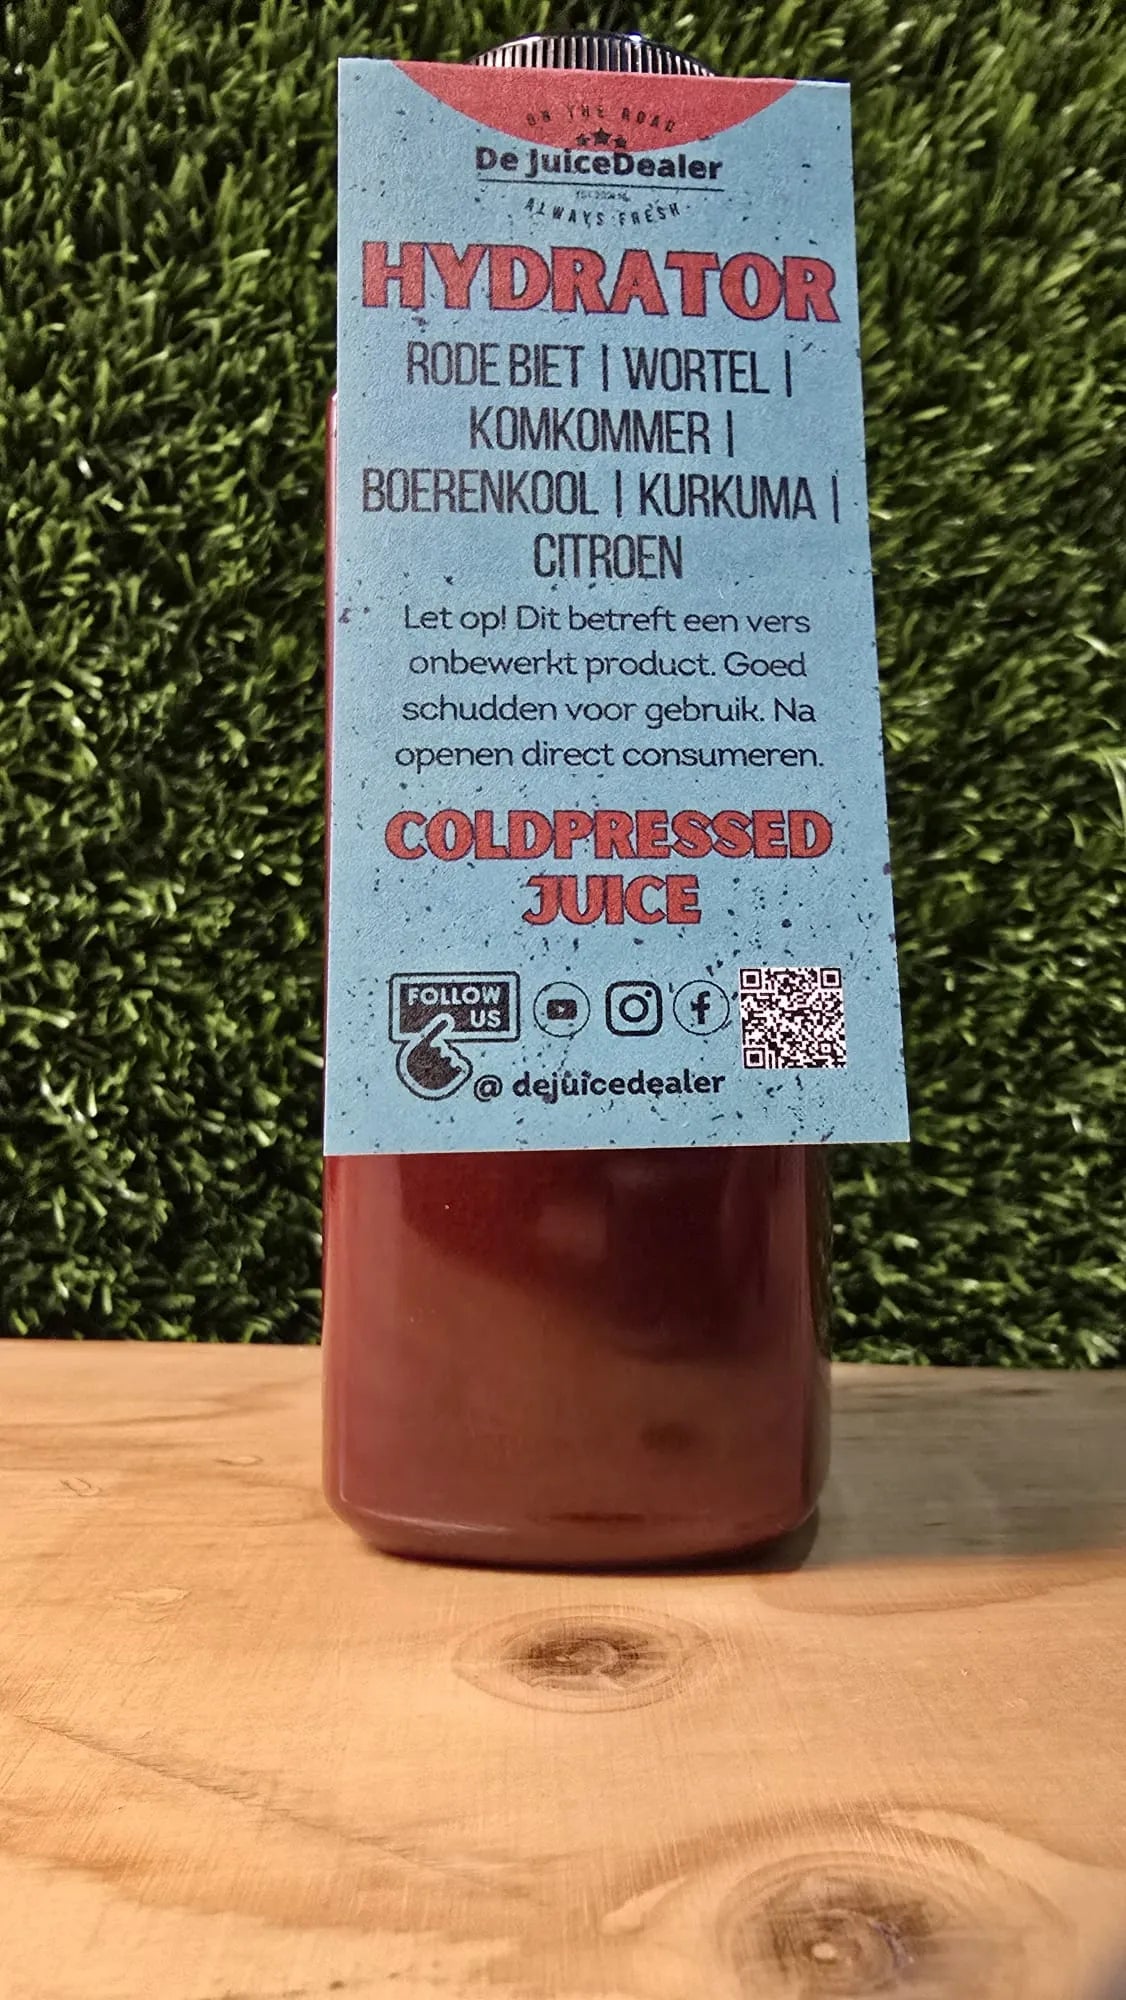 ON THE ROAD
De JuiceDealer
ALWAYS FRESH
HYDRATOR
RODE BIET | WORTEL |
KOMKOMMER |
BOERENKOOL | KURKUMA |
CITROEN
Let op! Dit betreft een vers
onbewerkt product. Goed
schudden voor gebruik. Na
openen direct consumeren.
COLDPRESSED
JUICE
FOLLOW
US
@ dejuicedealer